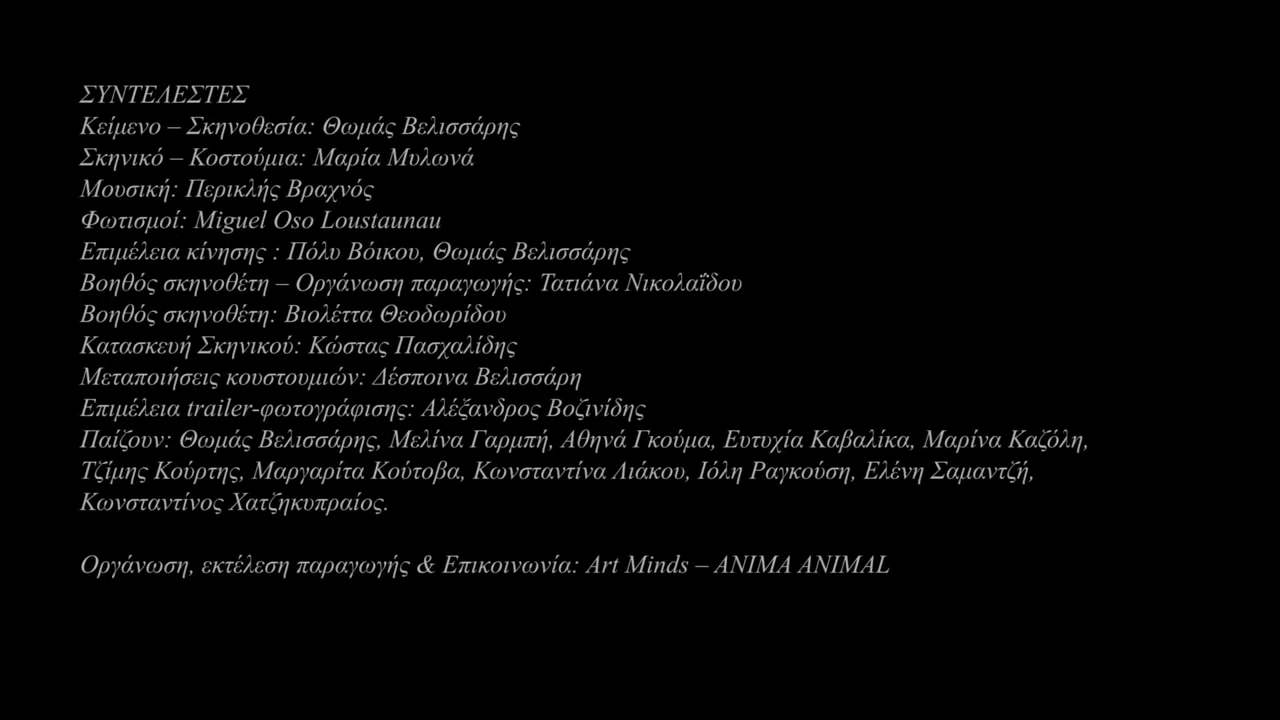 ΣΥΝΤΕΛΕΣΤΕΣ
Κείμενο – Σκηνοθεσία: Θωμάς Βελισσάρης
Σκηνικό – Κοστούμια: Μαρία Μυλωνά
Μουσική: Περικλής Βραχνός
Φωτισμοί: Miguel Oso Loustaunau
Επιμέλεια κίνησης : Πόλυ Βόικου, Θωμάς Βελισσάρης
Βοηθός σκηνοθέτη – Οργάνωση παραγωγής: Τατιάνα Νικολαΐδου
Βοηθός σκηνοθέτη: Βιολέττα Θεοδωρίδου
Κατασκευή Σκηνικού: Κώστας Πασχαλίδης
Μεταποιήσεις κουστουμιών: Δέσποινα Βελισσάρη
Επιμέλεια trailer-φωτογράφισης: Αλέξανδρος Βοζινίδης
Παίζουν: Θωμάς Βελισσάρης, Μελίνα Γαρμπή, Αθηνά Γκούμα, Ευτυχία Καβαλίκα, Μαρίνα Καζόλη,
Τζίμης Κούρτης, Μαργαρίτα Κούτοβα, Κωνσταντίνα Λιάκου, Ιόλη Ραγκούση, Ελένη Σαμαντζή,
Κωνσταντίνος Χατζηκυπραίος.
Οργάνωση, εκτέλεση παραγωγής & Επικοινωνία: Art Minds – ANIMA ANIMAL